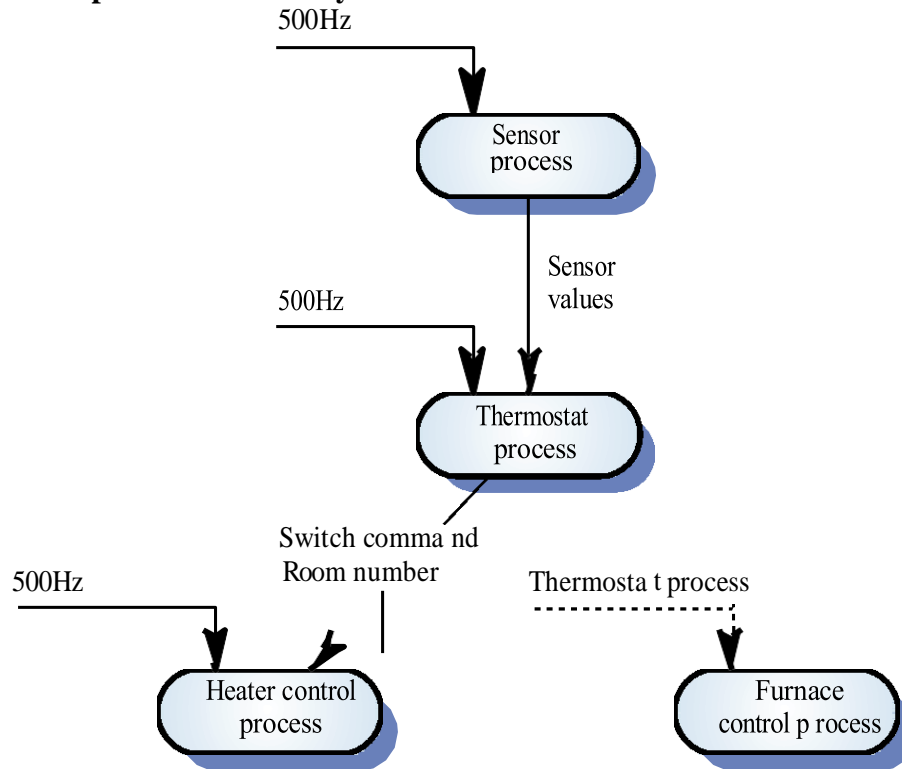 500Hz
Sensor
process
Sensor
values
500Hz
Thermostat
process
Switch comma nd
Room number
500Hz
Thermosta t process
Heater control
process
Furnace
control p rocess